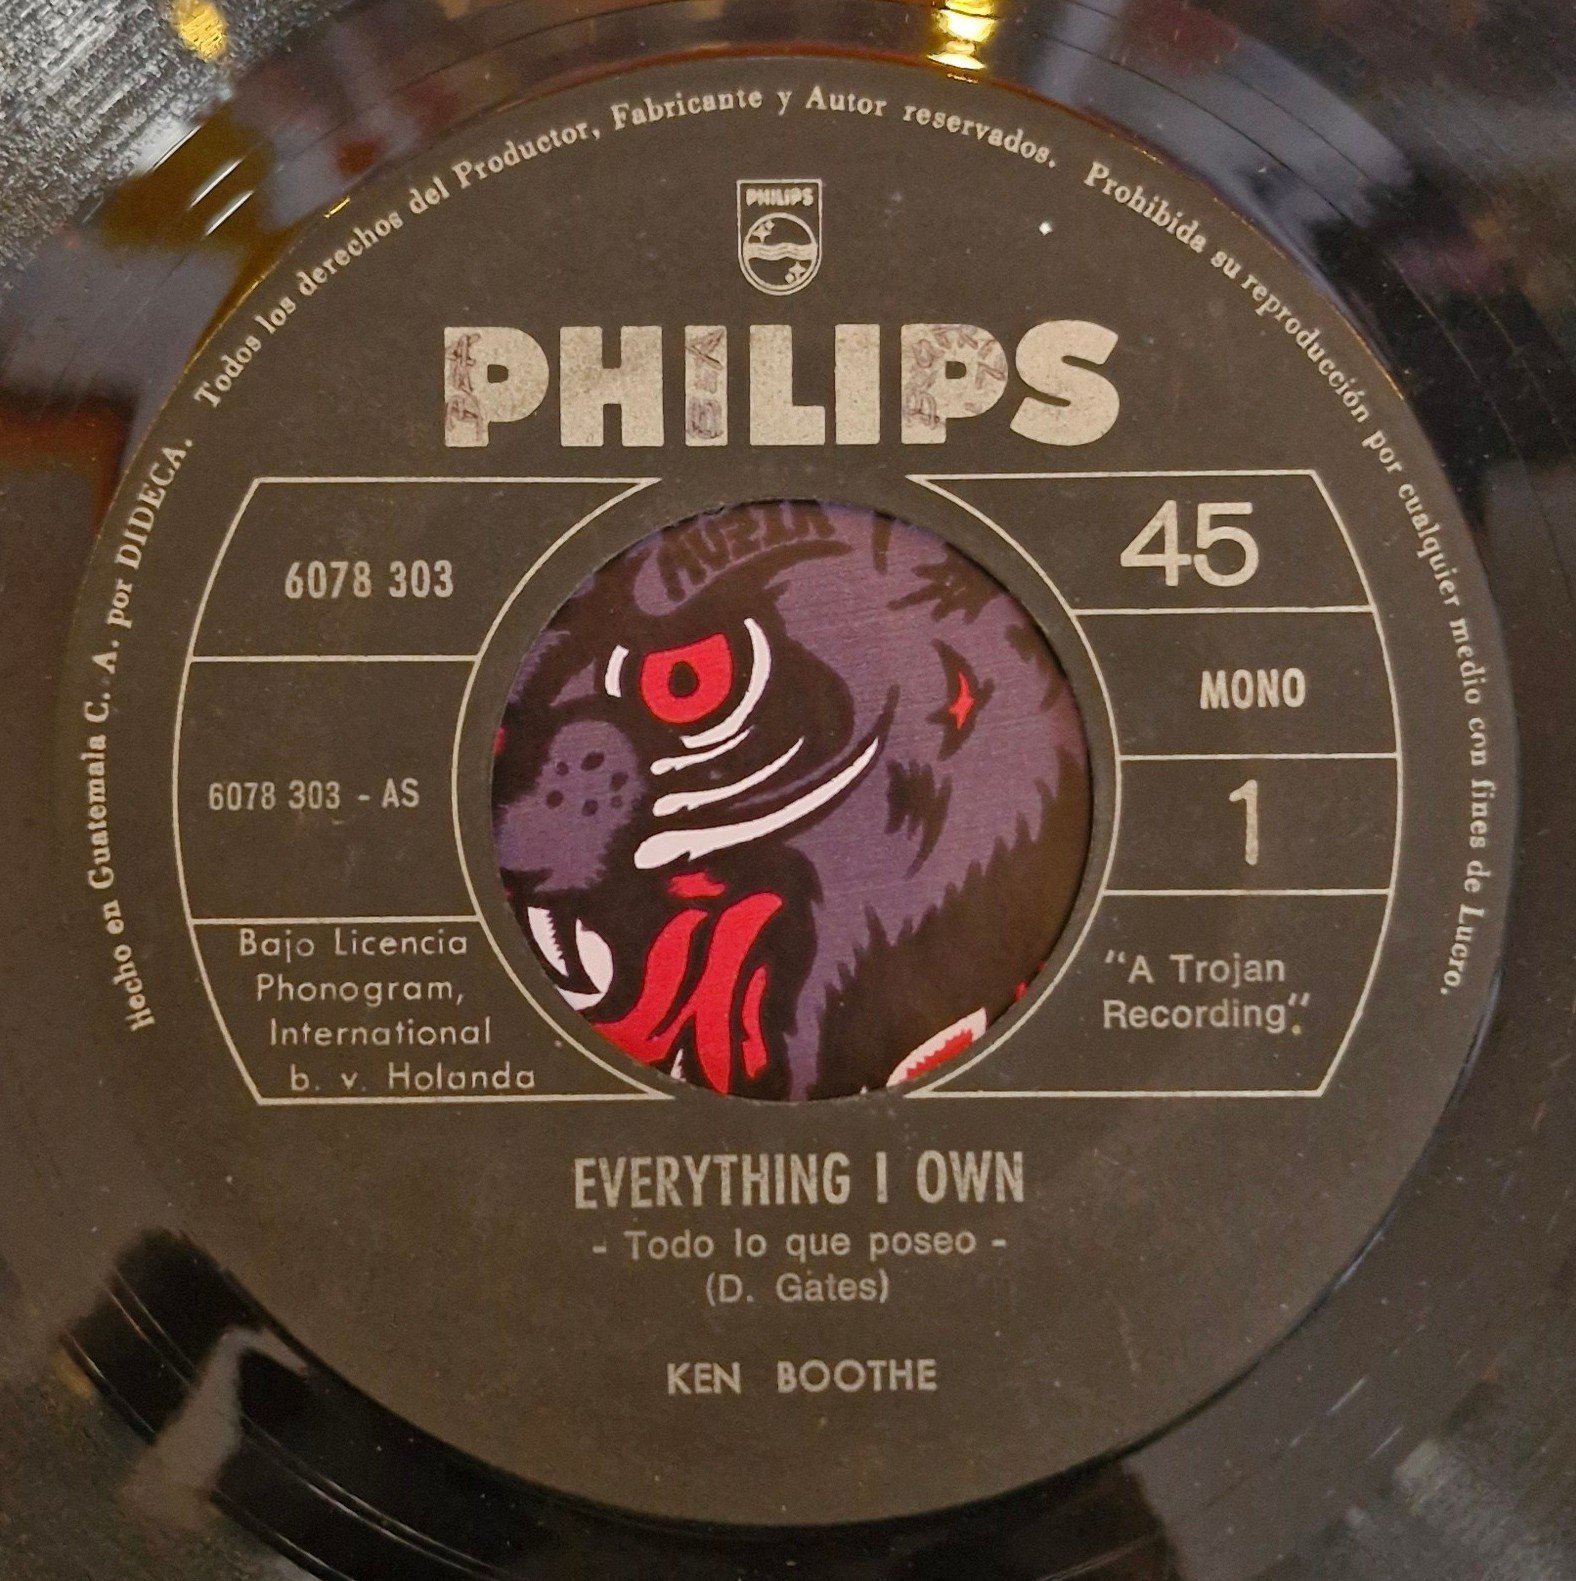 Hecho en Guatemala C. A. por DIDECA. Todos los derechos del Productor, Fabricante y Autor reservados. Prohibida su reproducción por cualquier medio con fines de Lucro.
PHILIPS
PHILIPS
6078 303
6078 303 - AS
Bajo Licencia
Phonogram,
International
b. v. Holanda
45
MONO
1
"A Trojan
Recording"
EVERYTHING I OWN
- Todo lo que poseo -
(D. Gates)
KEN BOOTHE